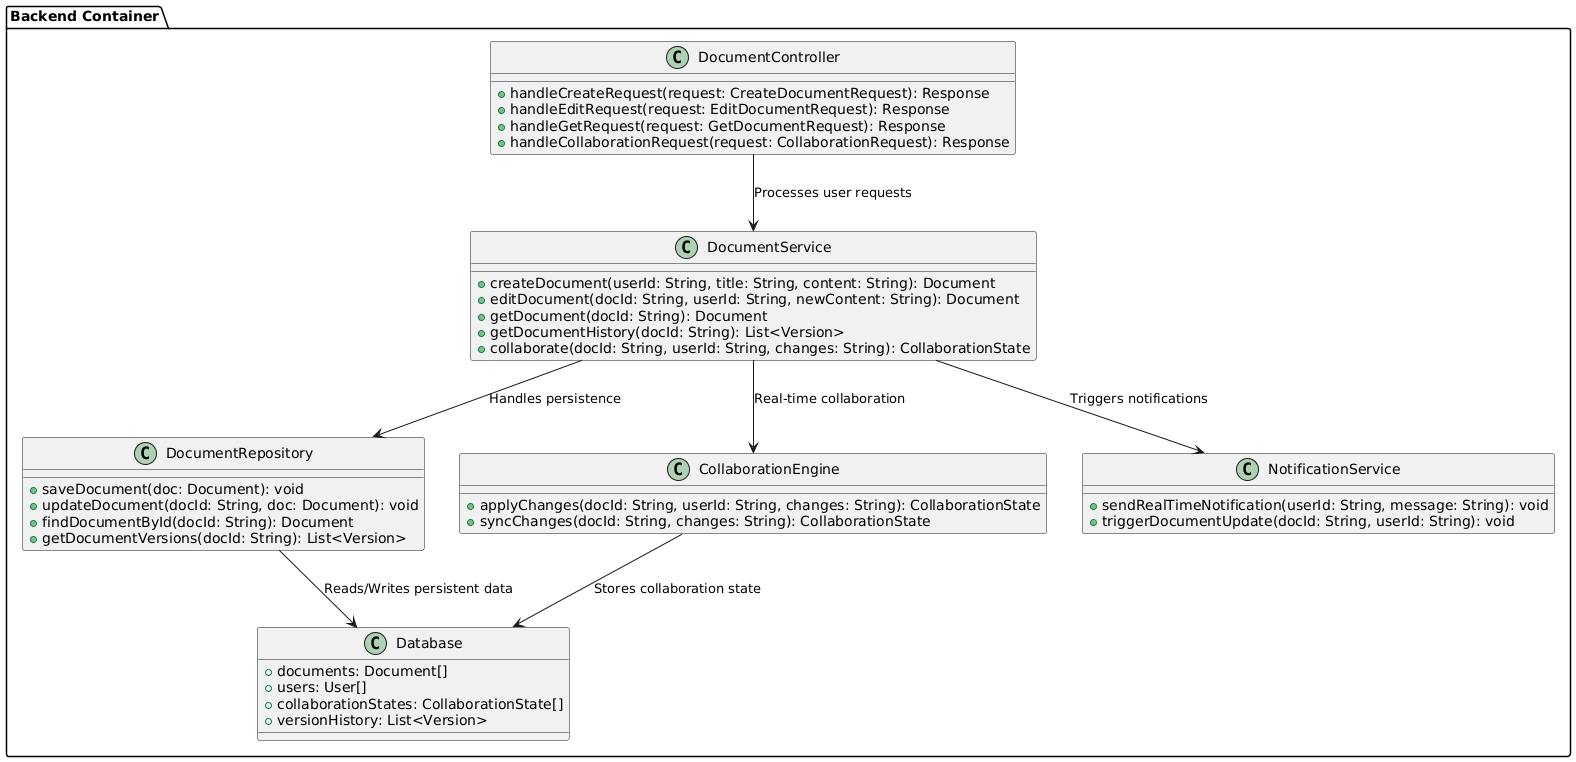 Backend Container
C DocumentController
handleCreateRequest(request: CreateDocumentRequest): Response
handleEditRequest(request: EditDocumentRequest): Response
handleGetRequest(request: GetDocumentRequest): Response
handleCollaborationRequest(request: CollaborationRequest): Response
Processes user requests
C DocumentService
createDocument(userId: String, title: String, content: String): Document
editDocument(docId: String, userId: String, newContent: String): Document
getDocument(docId: String): Document
getDocumentHistory(docId: String): List<Version>
collaborate(docId: String, userId: String, changes: String): CollaborationState
Handles persistence
Real-time collaboration
Triggers notifications
C DocumentRepository
saveDocument(doc: Document): void
updateDocument(docId: String, doc: Document): void
findDocumentById(docId: String): Document
getDocumentVersions(docId: String): List<Version>
C CollaborationEngine
applyChanges(docId: String, userId: String, changes: String): CollaborationState
syncChanges(docId: String, changes: String): CollaborationState
C NotificationService
sendRealTimeNotification(userId: String, message: String): void
triggerDocumentUpdate(docId: String, userId: String): void
Reads/Writes persistent data
Stores collaboration state
C Database
documents: Document[]
users: User[]
collaborationStates: CollaborationState[]
versionHistory: List<Version>